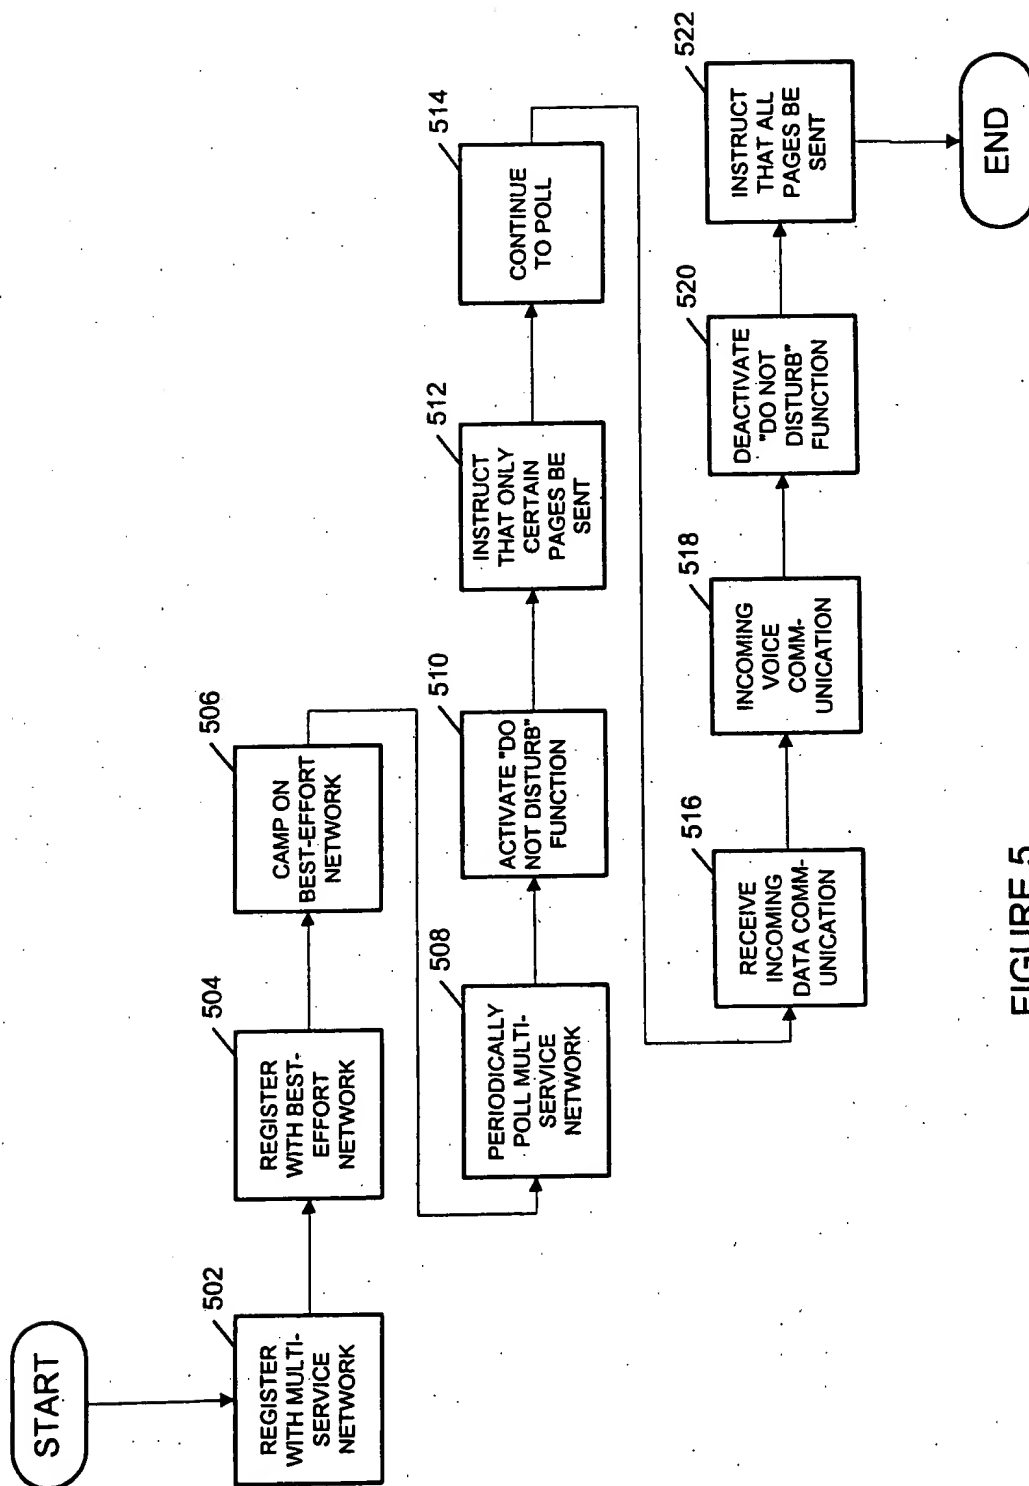 START
502
REGISTER
WITH MULTI-
SERVICE
NETWORK
504
REGISTER
WITH BEST-
EFFORT
NETWORK
506
CAMP ON
BEST-EFFORT
NETWORK
508
PERIODICALLY
POLL MULTI-
SERVICE
NETWORK
510
ACTIVATE "DO
NOT DISTURB"
FUNCTION
512
INSTRUCT
THAT ONLY
CERTAIN
PAGES BE
SENT
514
CONTINUE
TO POLL
516
RECEIVE
INCOMING
DATA COMM-
UNICATION
518
INCOMING
VOICE
COMM-
UNICATION
520
DEACTIVATE
"DO NOT
DISTURB"
FUNCTION
522
INSTRUCT
THAT ALL
PAGES BE
SENT
END
FIGURE 5